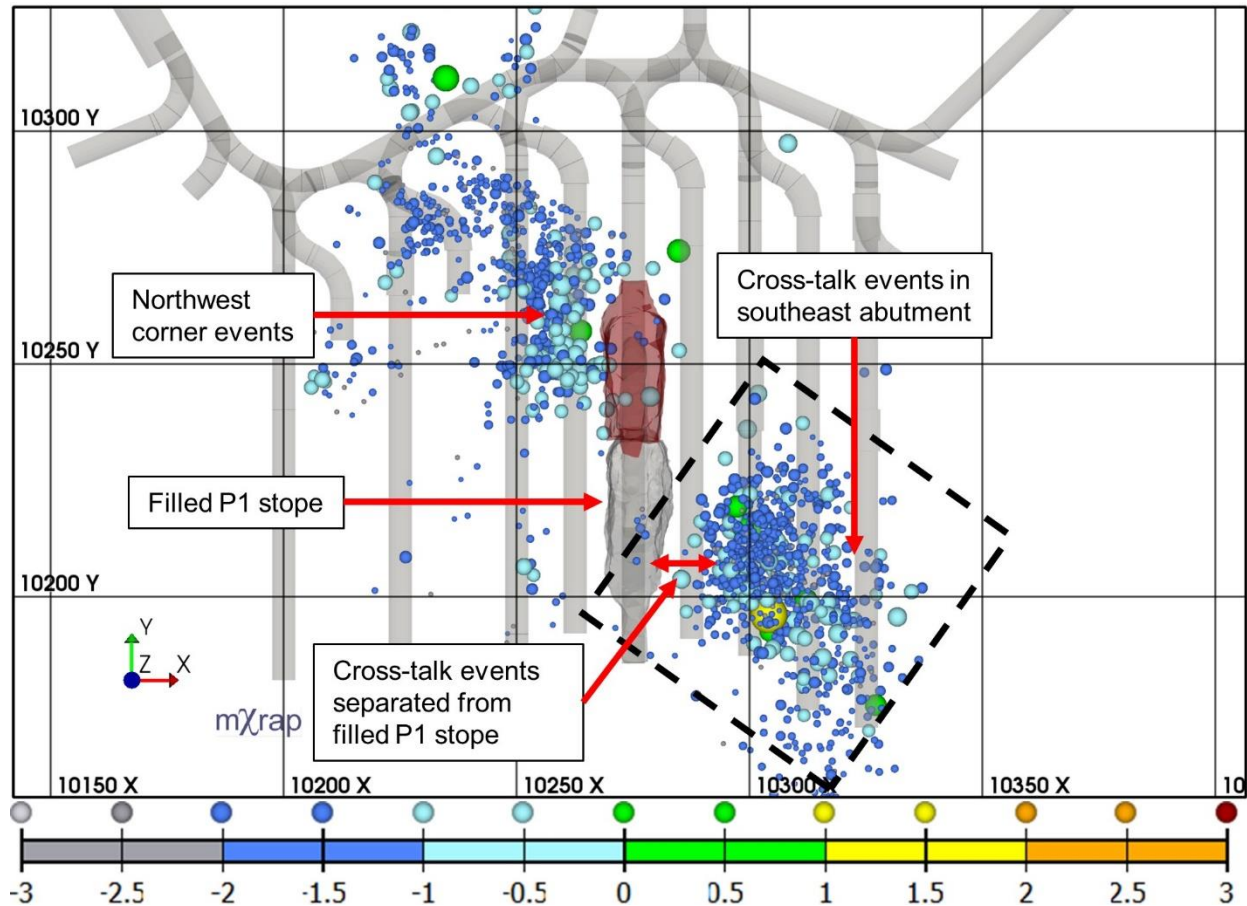 10300 Y
Northwest
corner events
Cross-talk events in
southeast abutment
10250 Y
Filled P1 stope
10200 Y
Y
Z X
Cross-talk events
separated from
filled P1 stope
mχrap
10150 X 10200 X 10250 X 10300 X 10350 X 10
-3 -2.5 -2 -1.5 -1 -0.5 0 0.5 1 1.5 2 2.5 3